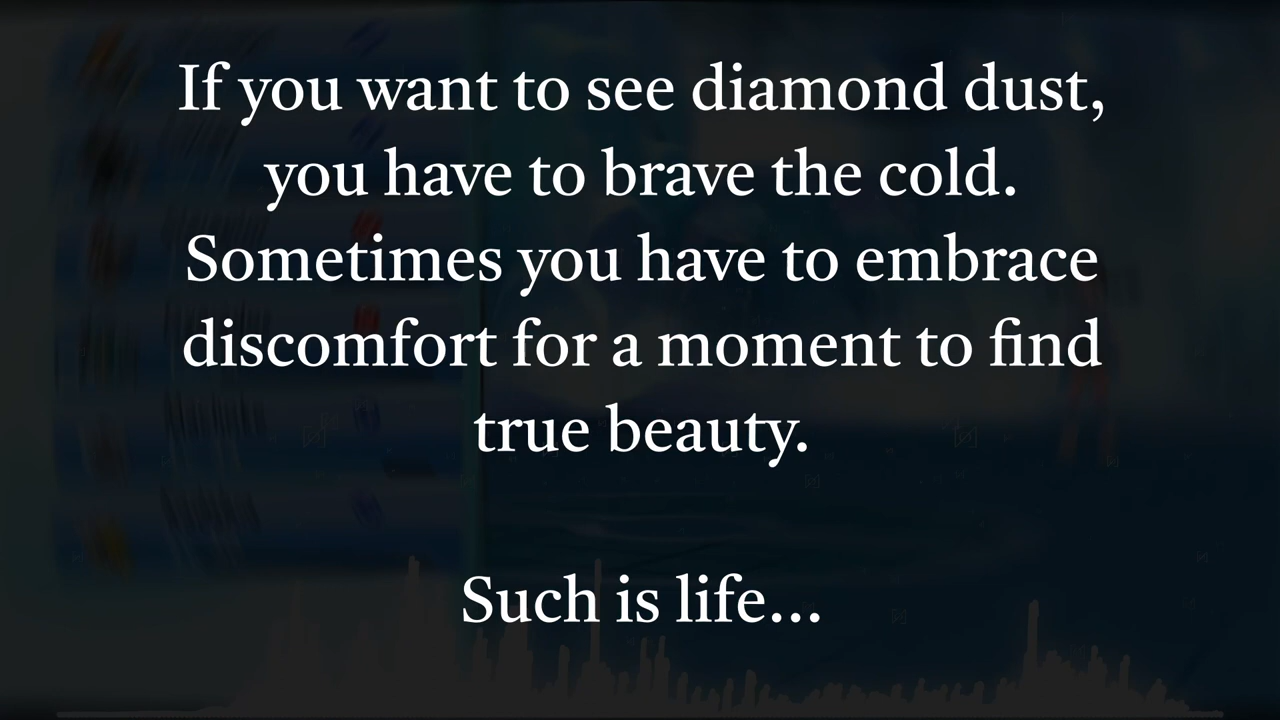 If you want to see diamond dust,
you have to brave the cold.
Sometimes you have to embrace
discomfort for a moment to find
true beauty.
Such is life...